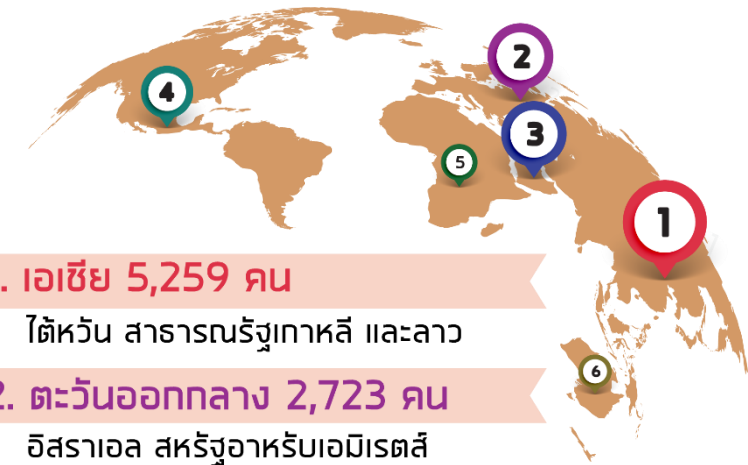 4
2
3
5
1
. เอเชีย 5,259 คน
ไต้หวัน สาธารณรัฐเกาหลี และลาว
6
2. ตะวันออกกลาง 2,723 คน
อิสราเอล สหรัฐอาหรับเอมิเรตส์